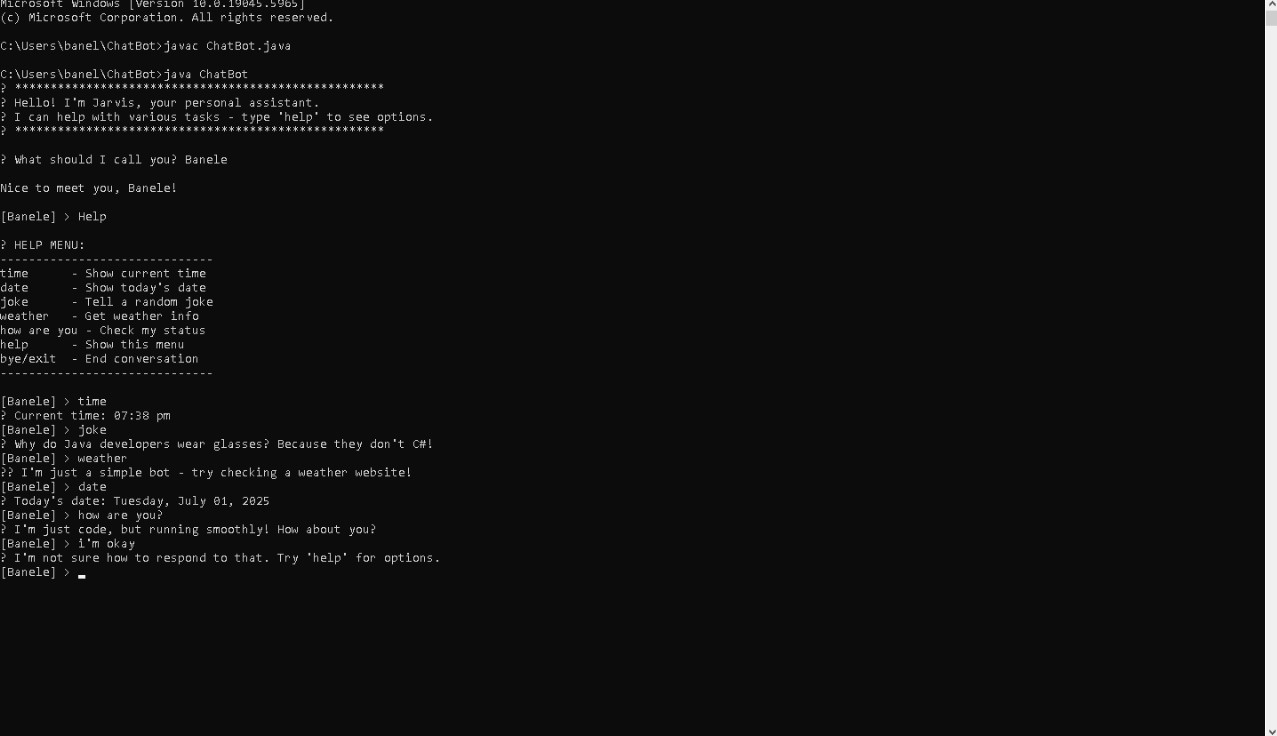 Microsoft Windows [Version 10.0.19045.5965]
(c) Microsoft Corporation. All rights reserved.
C:\Users\banel\ChatBot>javac ChatBot.java
C:\Users\banel\ChatBot>java ChatBot
? ****************************************************
? Hello! I'm Jarvis, your personal assistant.
? I can help with various tasks - type 'help' to see options.
? ****************************************************
? What should I call you? Banele
Nice to meet you, Banele!
[Banele] > Help
? HELP MENU:
------------------------------
time      - Show current time
date      - Show today's date
joke      - Tell a random joke
weather   - Get weather info
how are you - Check my status
help      - Show this menu
bye/exit  - End conversation
------------------------------
[Banele] > time
? Current time: 07:38 pm
[Banele] > joke
? Why do Java developers wear glasses? Because they don't C#!
[Banele] > weather
?? I'm just a simple bot - try checking a weather website!
[Banele] > date
? Today's date: Tuesday, July 01, 2025
[Banele] > how are you?
? I'm just code, but running smoothly! How about you?
[Banele] > i'm okay
? I'm not sure how to respond to that. Try 'help' for options.
[Banele] >